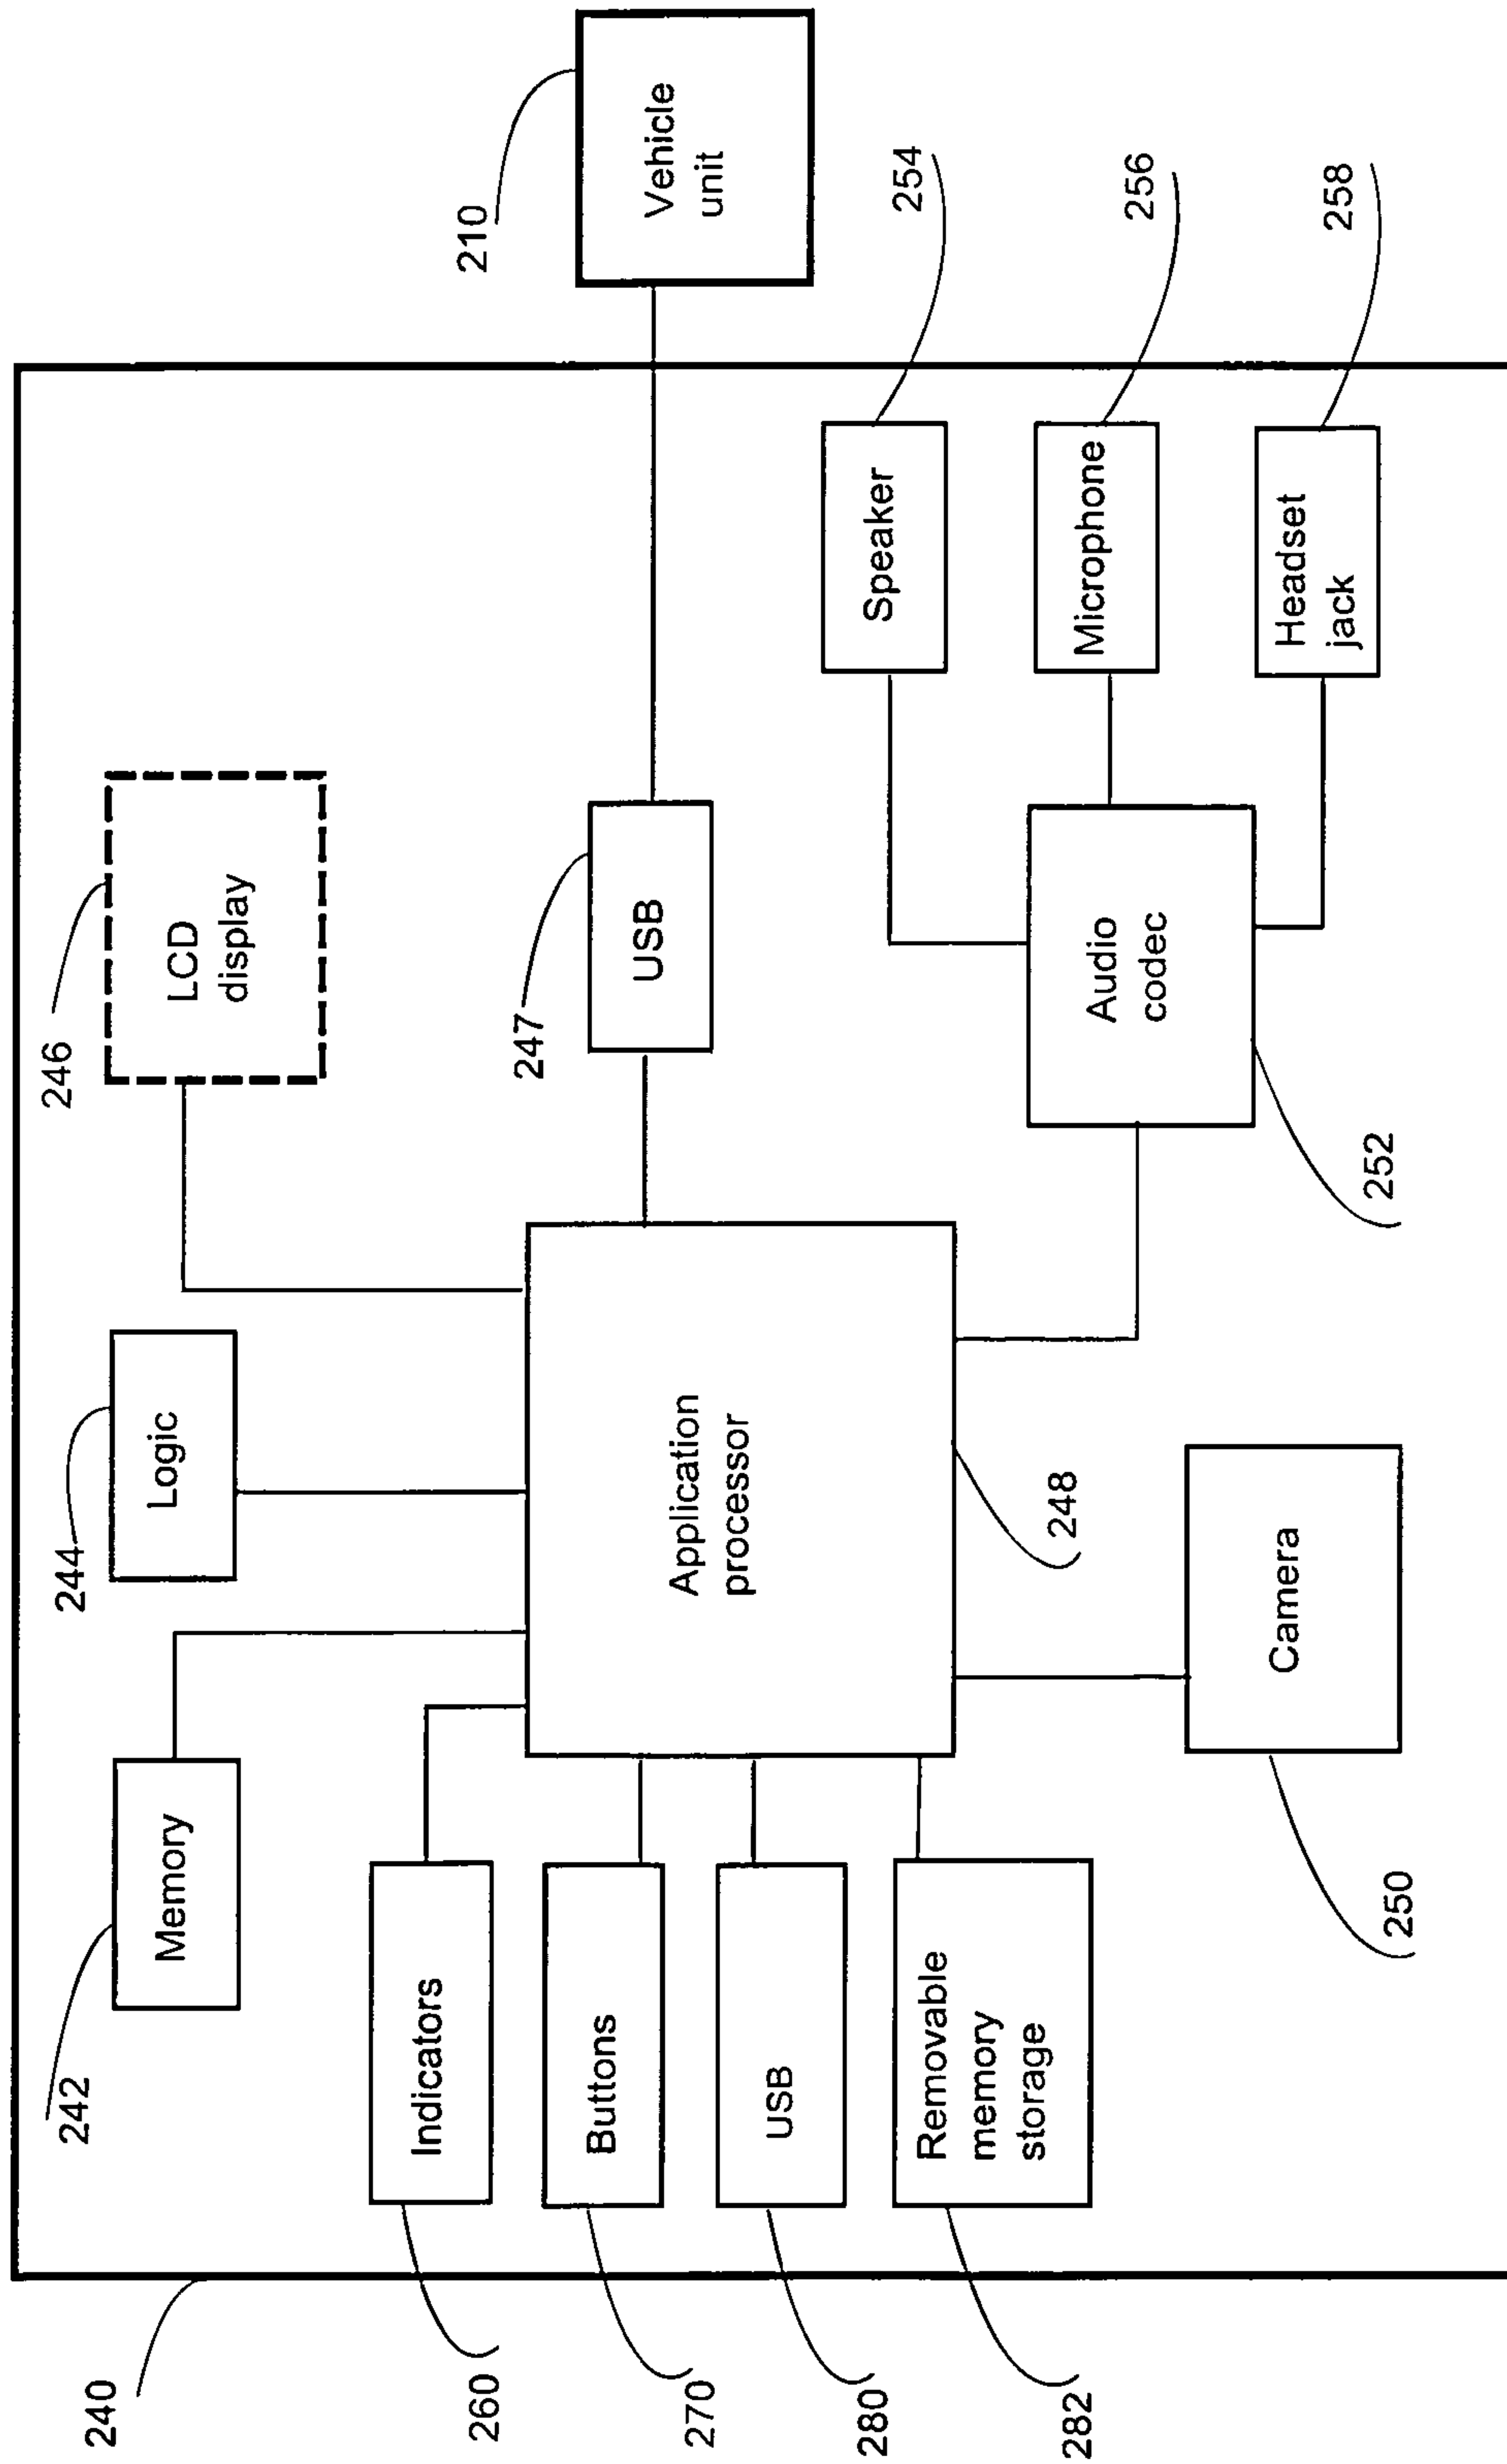 240
242
Memory
244
Logic
246
LCD
display
260
Indicators
270
Buttons
280
USB
282
Removable
memory
storage
Application
processor
248
247
USB
210
Vehicle
unit
250
Camera
252
Audio
codec
Speaker
254
Microphone
256
Headset
jack
258